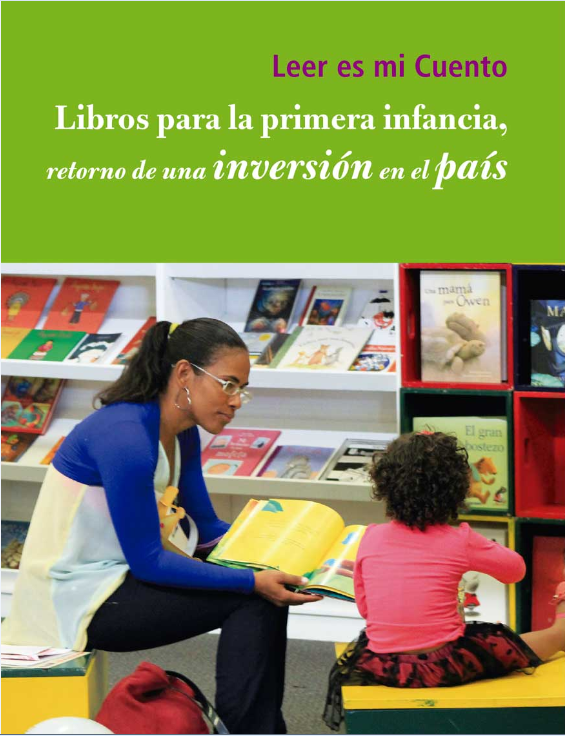 Leer es mi Cuento
Libros para la primera infancia,
retorno de una inversión en el país
Una
mamá
para
Owen
MA
El gran
bostezo